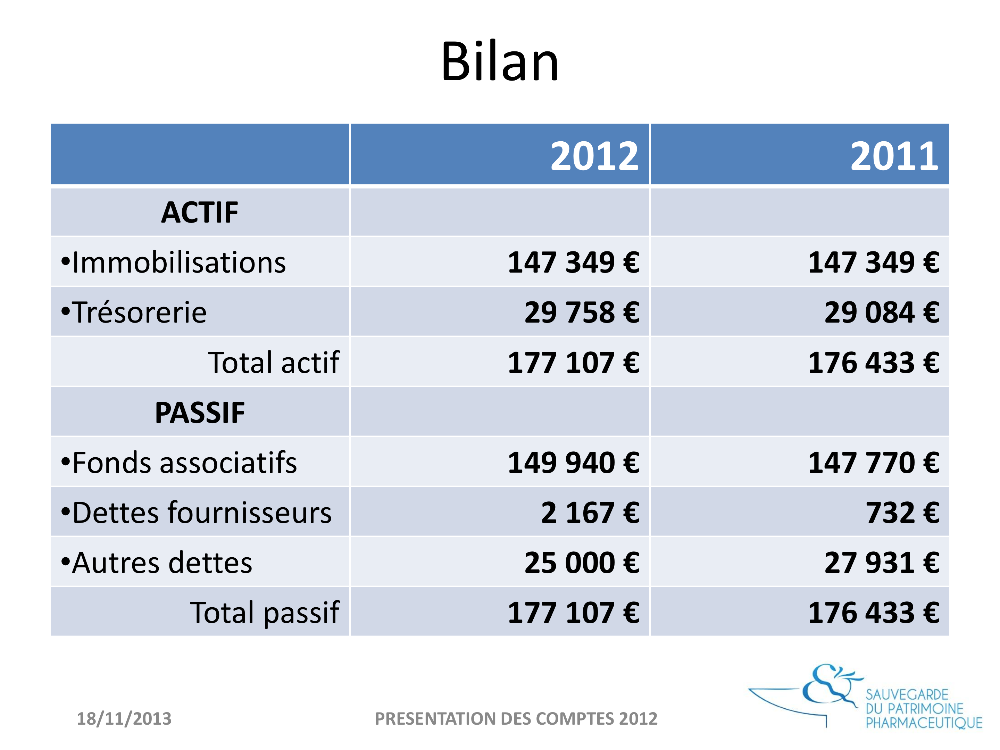 Bilan
2012 2011
ACTIF
•Immobilisations 147 349 € 147 349 €
•Trésorerie 29 758 € 29 084 €
Total actif 177 107 € 176 433 €
PASSIF
•Fonds associatifs 149 940 € 147 770 €
•Dettes fournisseurs 2 167 € 732 €
•Autres dettes 25 000 € 27 931 €
Total passif 177 107 € 176 433 €
18/11/2013
PRESENTATION DES COMPTES 2012
SAUVEGARDE
DU PATRIMOINE
PHARMACEUTIQUE